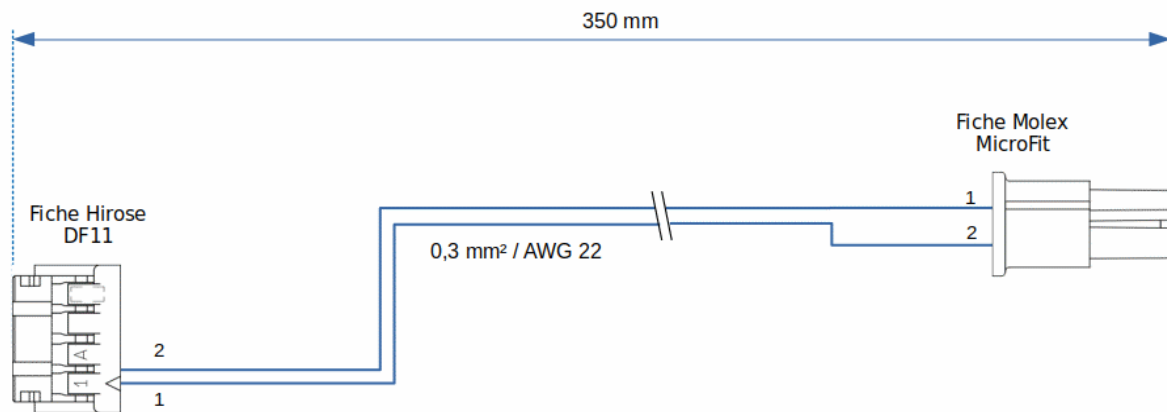 350 mm
Fiche Molex
MicroFit
1
2
Fiche Hirose
DF11
0,3 mm² / AWG 22
2
1
A
1